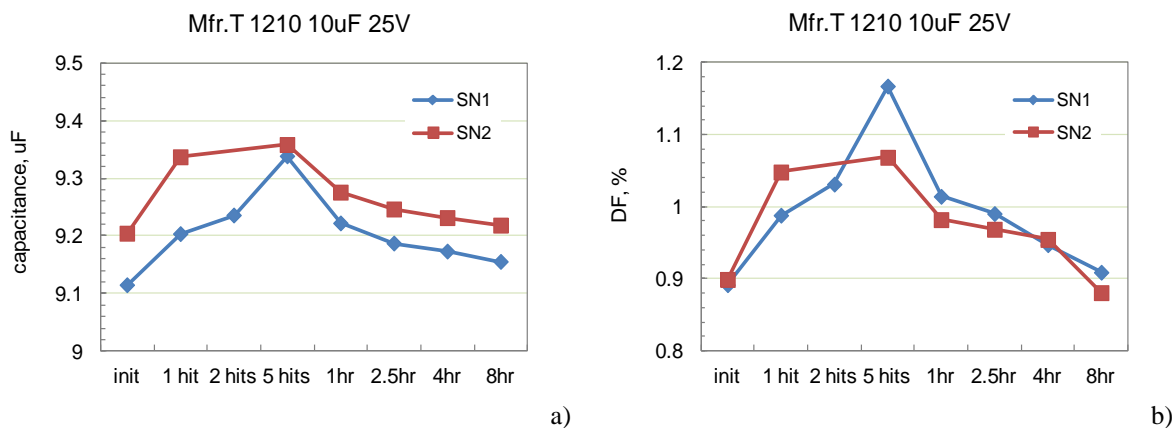 Mfr.T 1210 10uF 25V
9.5
9.4
9.3
9.2
9.1
9
capacitance, uF
SN1
SN2
init 1 hit 2 hits 5 hits 1hr 2.5hr 4hr 8hr
a)
Mfr.T 1210 10uF 25V
1.2
1.1
1
0.9
0.8
DF, %
SN1
SN2
init 1 hit 2 hits 5 hits 1hr 2.5hr 4hr 8hr
b)